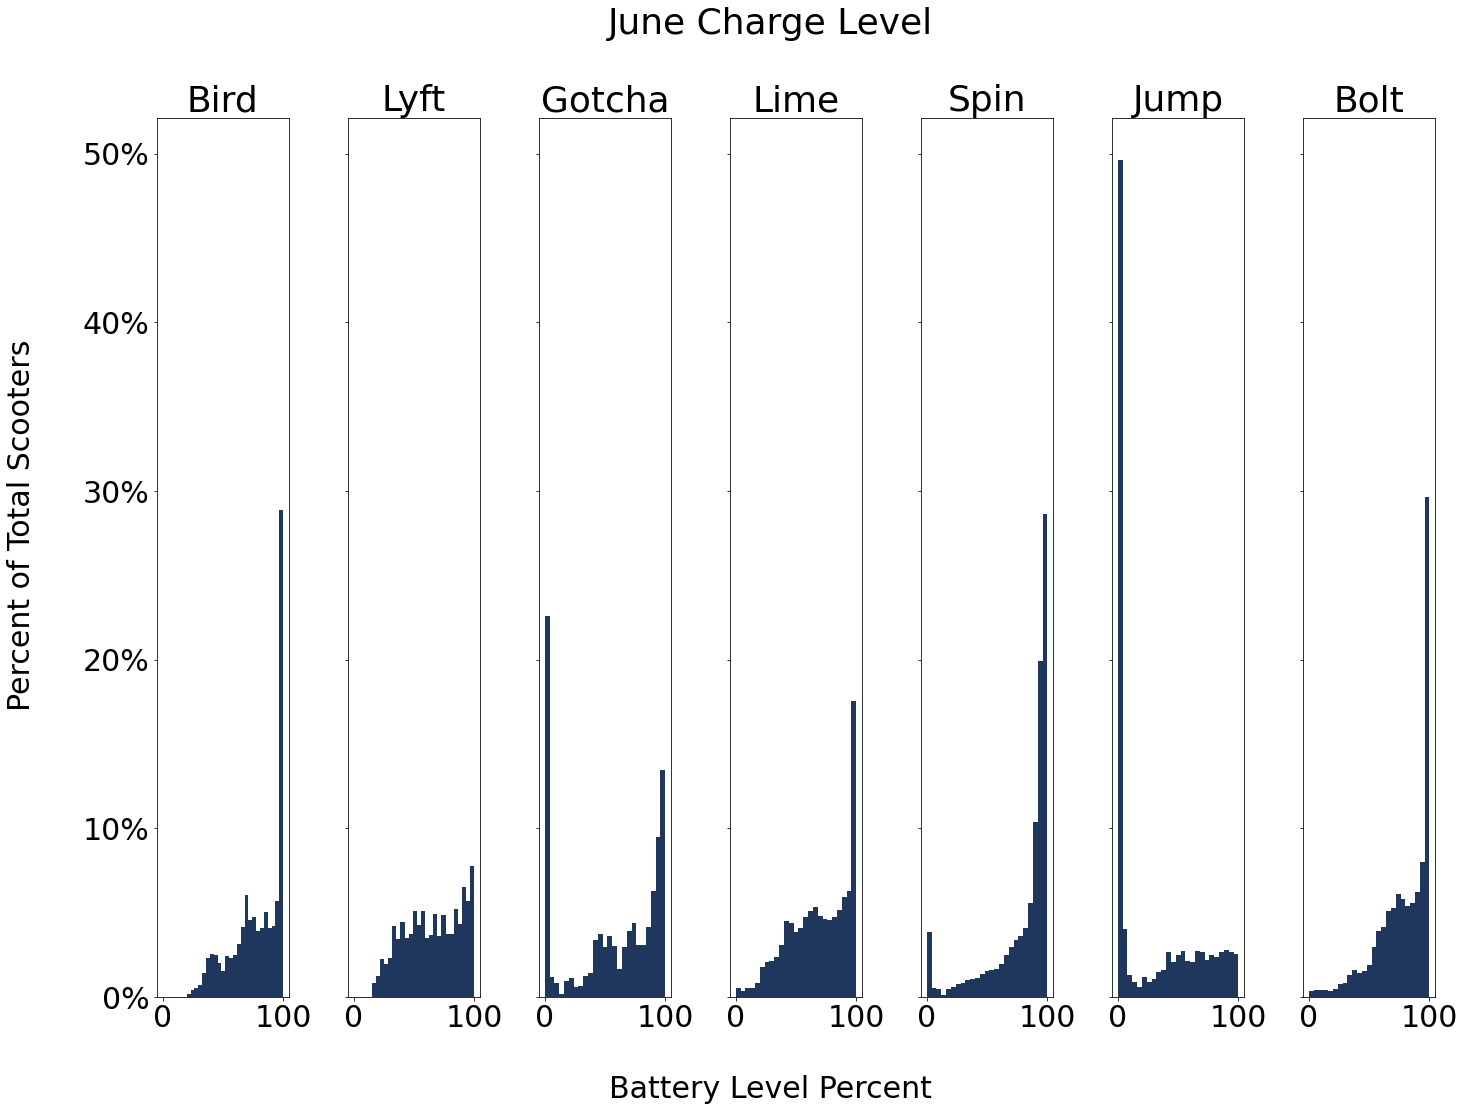 June Charge Level
Bird Lyft Gotcha Lime Spin Jump Bolt
50%
40%
30%
20%
10%
0%
Percent of Total Scooters
0 100 0 100 0 100 0 100 0 100 0 100 0 100
Battery Level Percent